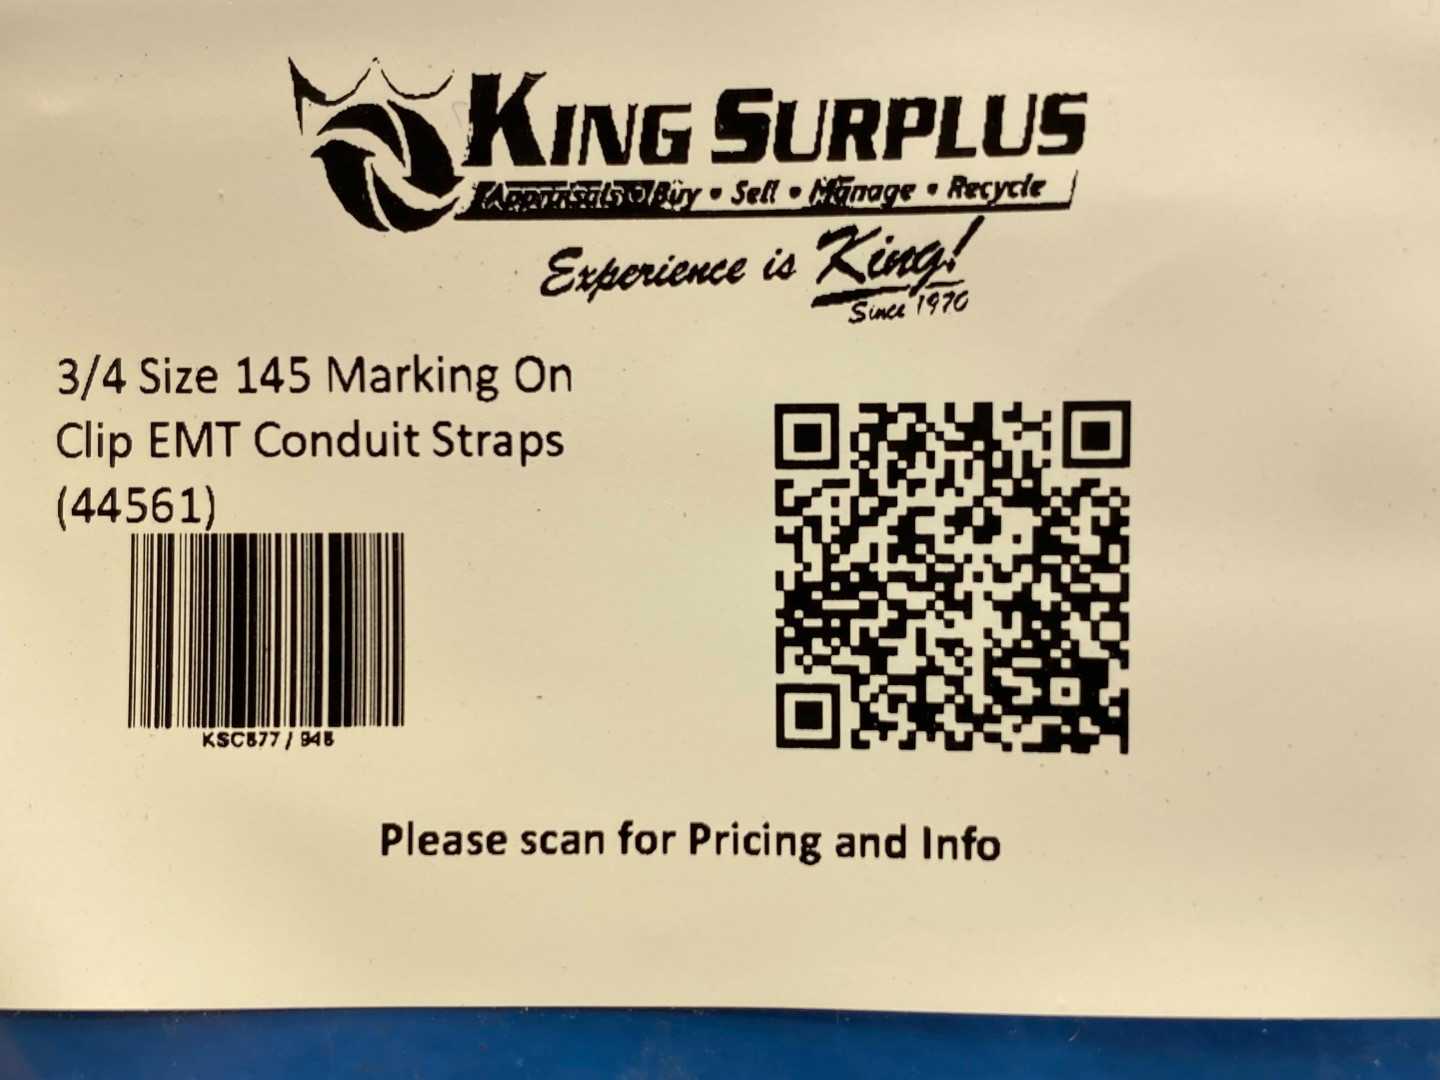 KING SURPLUS
Appraisals • Buy • Sell • Manage • Recycle
Experience is King!
Since 1970
3/4 Size 145 Marking On
Clip EMT Conduit Straps
(44561)
Please scan for Pricing and Info